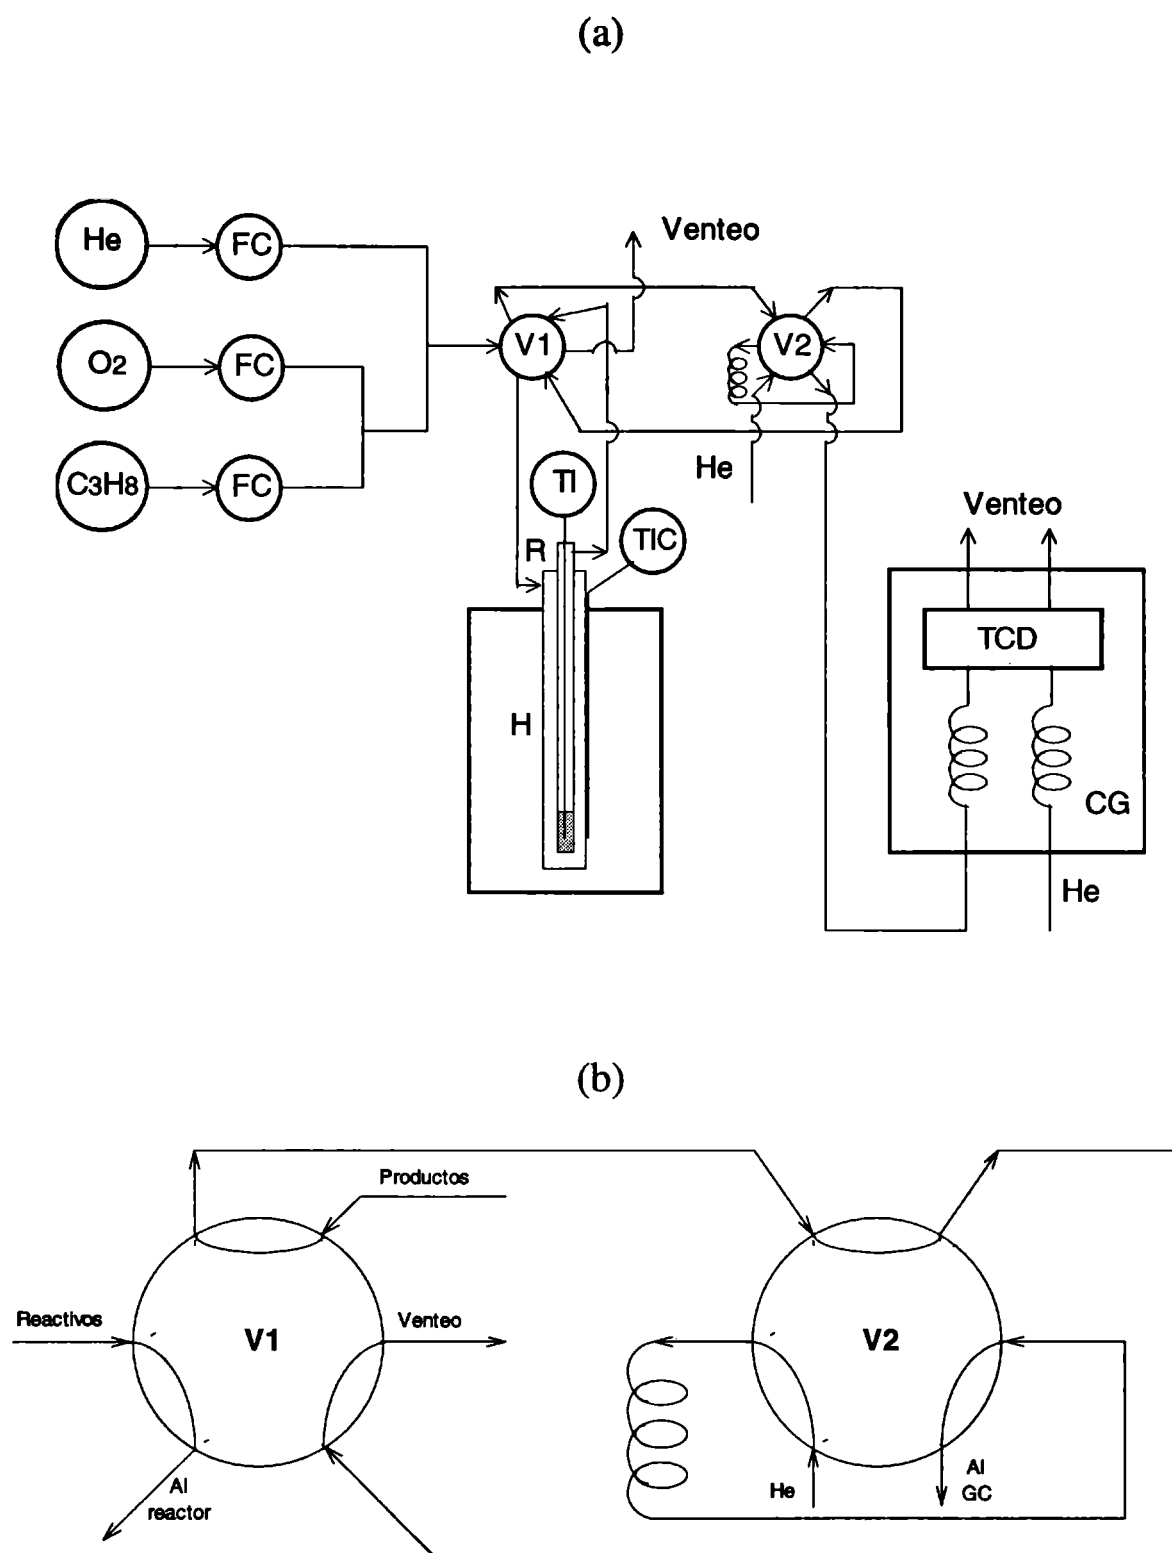 (a)
Venteo
He
FC
V1
V2
O2
FC
C3H8
FC
He
TI
TIC
R
Venteo
TCD
H
CG
He
(b)
Productos
Reactivos
V1
Venteo
V2
Al
reactor
He
Al
GC